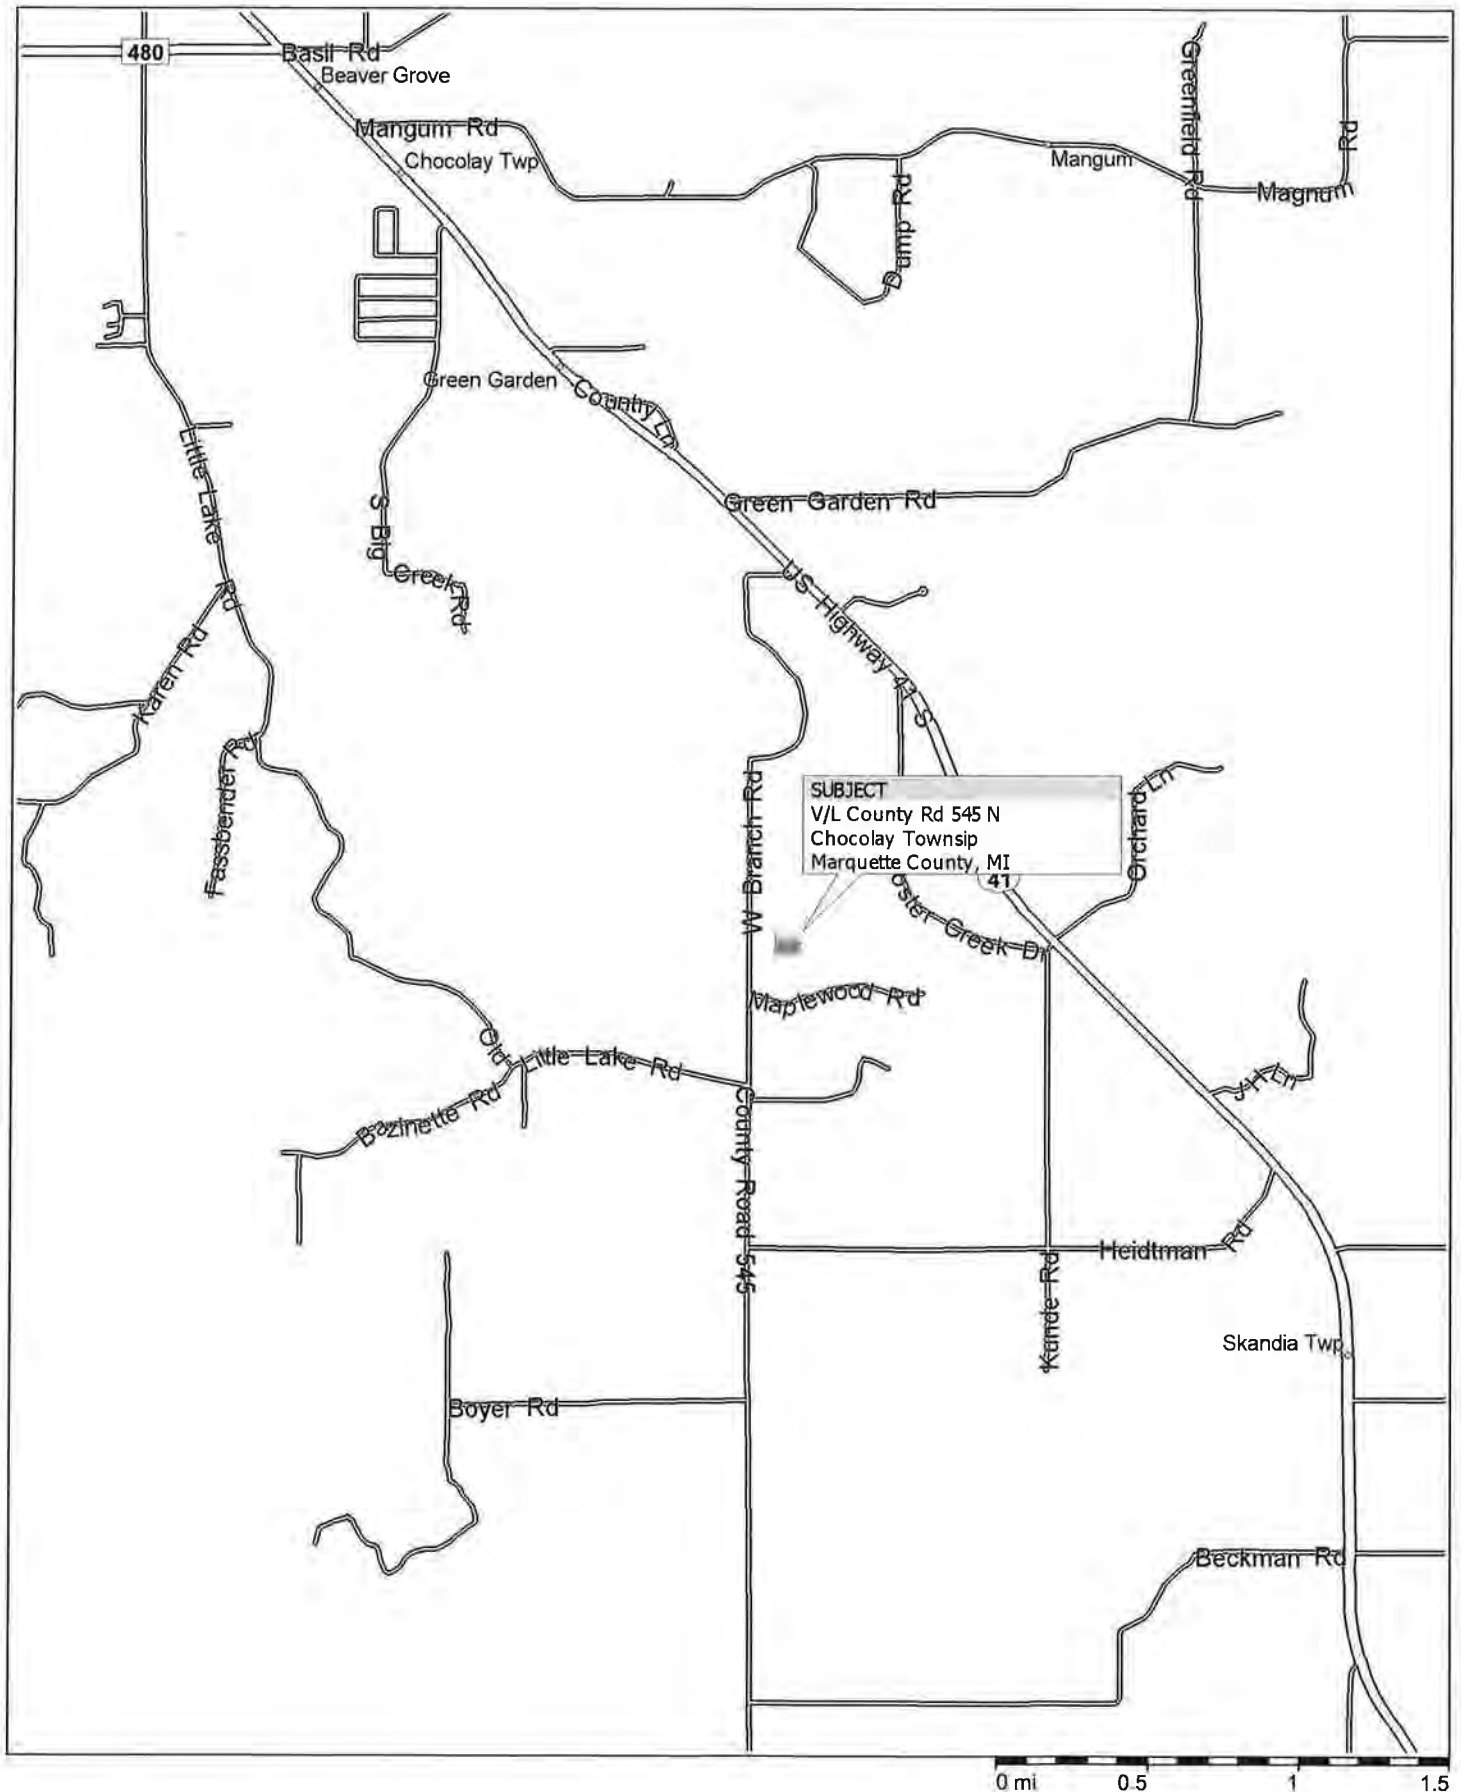 480
Basil Rd
Beaver Grove
Mangum Rd
Chocolay Twp
Greenfield Rd
Rd
Mangum
Magnum
Dump Rd
Green Garden
Country Ln
Little Lake Rd
S Big Creek Rd
Green Garden Rd
US Highway 41 S
Karen Rd
Fassbender Rd
W Branch Rd
SUBJECT
V/L County Rd 545 N
Chocolay Townsip
Marquette County, MI
41
Orchard Ln
oster Creek Dr
Maplewood Rd
Old Little Lake Rd
Bozinette Rd
County Road 545
JH Ln
Heidtman Rd
Kunde Rd
Skandia Twp
Boyer Rd
Beckman Rd
0 mi 0.5 1 1.5